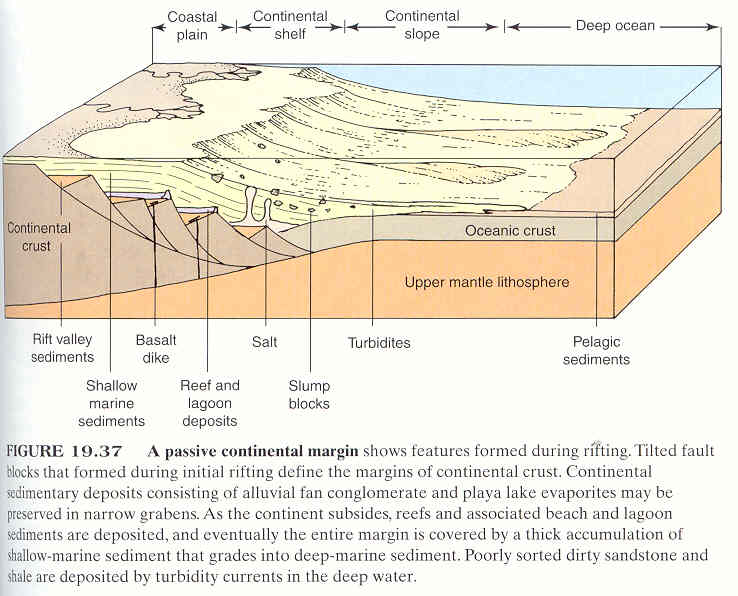 Coastal plain
Continental shelf
Continental slope
Deep ocean
Continental crust
Oceanic crust
Upper mantle lithosphere
Rift valley sediments
Basalt dike
Salt
Turbidites
Pelagic sediments
Shallow marine sediments
Reef and lagoon deposits
Slump blocks
FIGURE 19.37 A passive continental margin shows features formed during rifting. Tilted fault
blocks that formed during initial rifting define the margins of continental crust. Continental
sedimentary deposits consisting of alluvial fan conglomerate and playa lake evaporites may be
preserved in narrow grabens. As the continent subsides, reefs and associated beach and lagoon
sediments are deposited, and eventually the entire margin is covered by a thick accumulation of
shallow-marine sediment that grades into deep-marine sediment. Poorly sorted dirty sandstone and
shale are deposited by turbidity currents in the deep water.